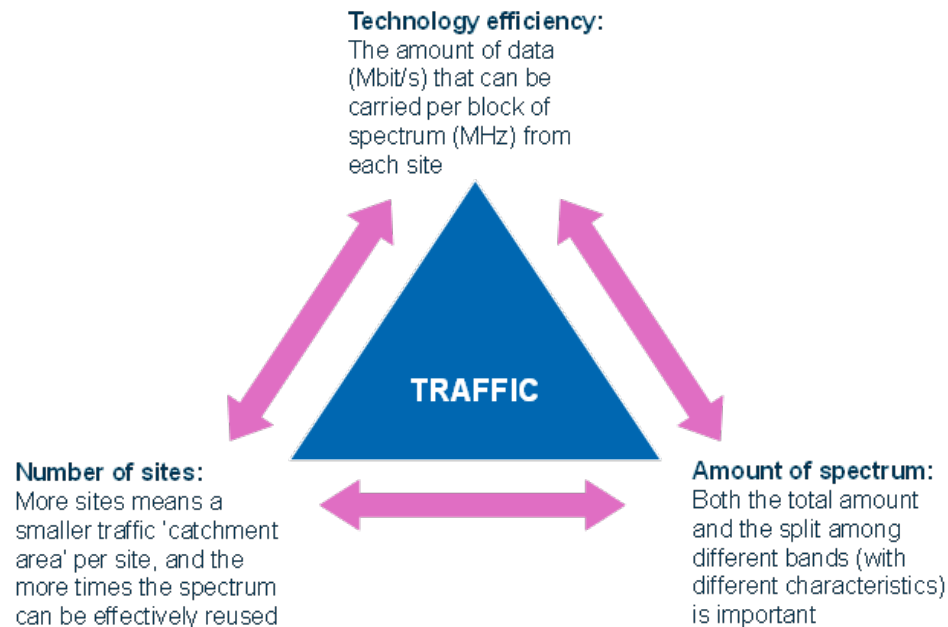 Technology efficiency:
The amount of data
(Mbit/s) that can be
carried per block of
spectrum (MHz) from
each site
TRAFFIC
Number of sites:
More sites means a
smaller traffic 'catchment
area' per site, and the
more times the spectrum
can be effectively reused
Amount of spectrum:
Both the total amount
and the split among
different bands (with
different characteristics)
is important